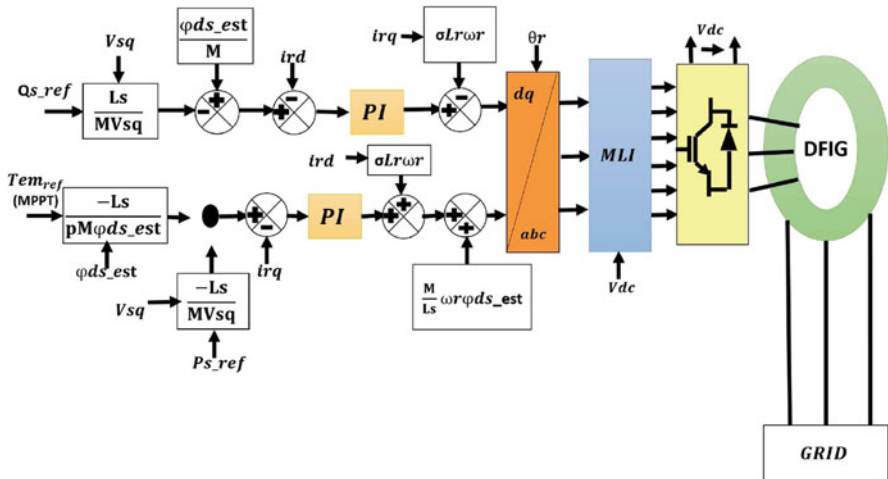 Vsq
φds_est
M
ird
irq
σLrωr
θr
Vdc
Qs_ref
Ls
MVsq
PI
dq
abc
MLI
DFIG
ird
σLrωr
Tem_ref
(MPPT)
−Ls
pMφds_est
PI
φds_est
irq
Vsq
−Ls
MVsq
Ps_ref
M
Ls
ωrφds_est
Vdc
GRID